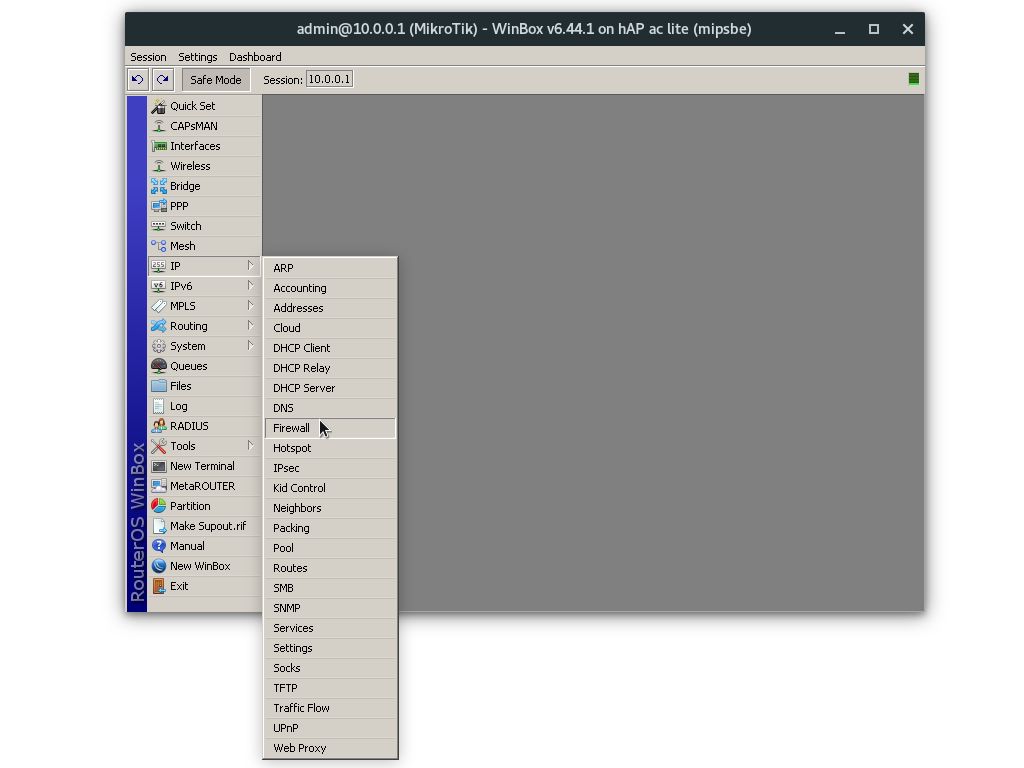 admin@10.0.0.1 (MikroTik) - WinBox v6.44.1 on hAP ac lite (mipsbe)
Session Settings Dashboard
Safe Mode Session: 10.0.0.1
Quick Set
CAPsMAN
Interfaces
Wireless
Bridge
PPP
Switch
Mesh
IP
IPv6
MPLS
Routing
System
Queues
Files
Log
RADIUS
Tools
New Terminal
MetaROUTER
Partition
Make Supout.rif
Manual
New WinBox
Exit
RouterOS WinBox
ARP
Accounting
Addresses
Cloud
DHCP Client
DHCP Relay
DHCP Server
DNS
Firewall
Hotspot
IPsec
Kid Control
Neighbors
Packing
Pool
Routes
SMB
SNMP
Services
Settings
Socks
TFTP
Traffic Flow
UPnP
Web Proxy